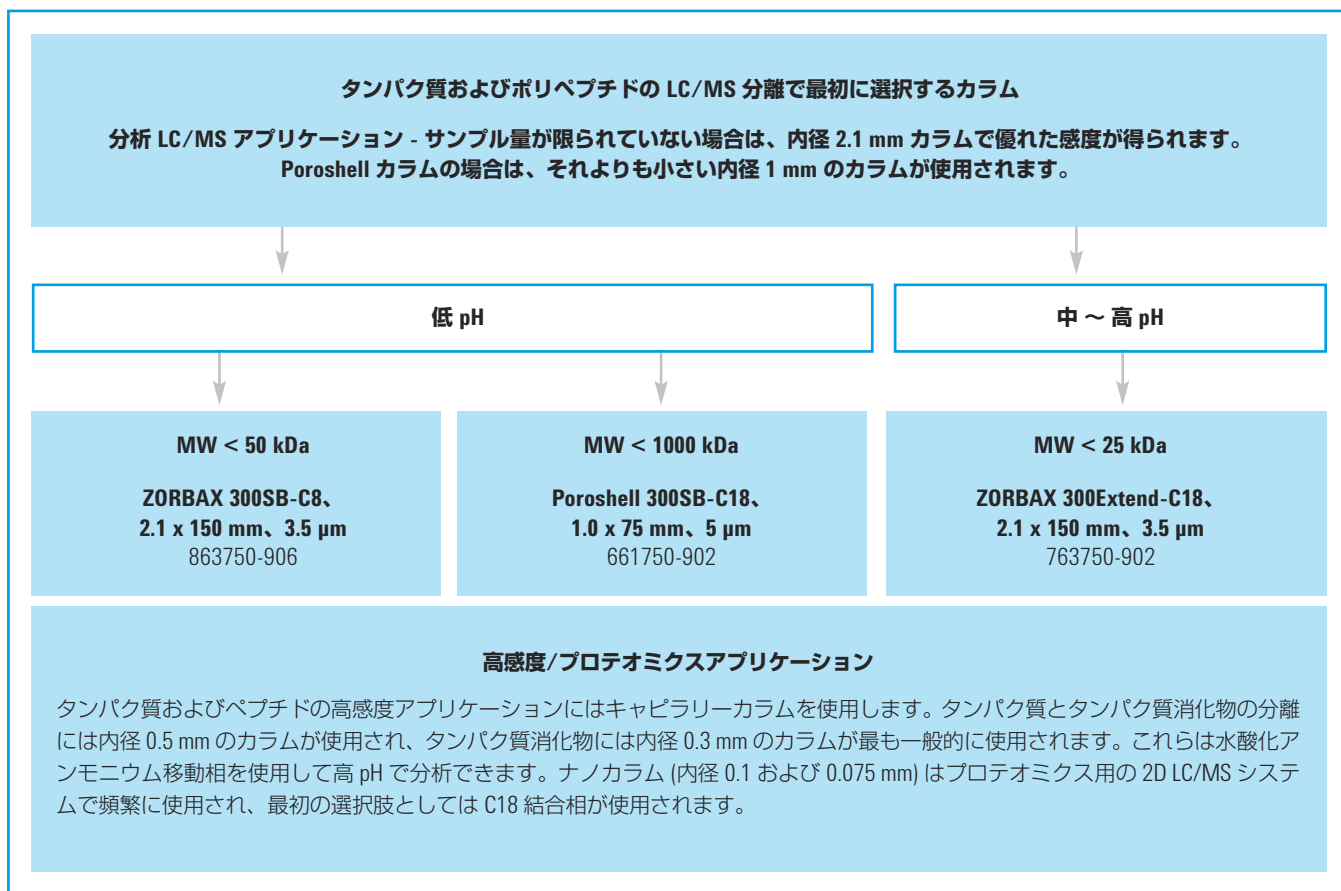 タンパク質およびポリペプチドの LC/MS 分離で最初に選択するカラム
分析 LC/MS アプリケーション - サンプル量が限られていない場合は、内径 2.1 mm カラムで優れた感度が得られます。
Poroshell カラムの場合は、それよりも小さい内径 1 mm のカラムが使用されます。
低 pH
中 ～ 高 pH
MW < 50 kDa
ZORBAX 300SB-C8、
2.1 x 150 mm、3.5 µm
863750-906
MW < 1000 kDa
Poroshell 300SB-C18、
1.0 x 75 mm、5 µm
661750-902
MW < 25 kDa
ZORBAX 300Extend-C18、
2.1 x 150 mm、3.5 µm
763750-902
高感度/プロテオミクスアプリケーション
タンパク質およびペプチドの高感度アプリケーションにはキャピラリーカラムを使用します。タンパク質とタンパク質消化物の分離
には内径 0.5 mm のカラムが使用され、タンパク質消化物には内径 0.3 mm のカラムが最も一般的に使用されます。これらは水酸化ア
ンモニウム移動相を使用して高 pH で分析できます。ナノカラム (内径 0.1 および 0.075 mm) はプロテオミクス用の 2D LC/MS システ
ムで頻繁に使用され、最初の選択肢としては C18 結合相が使用されます。